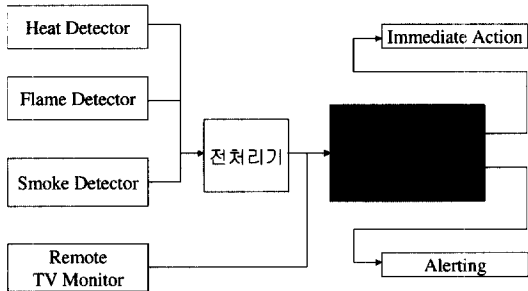 Heat Detector
Flame Detector
Smoke Detector
Remote
TV Monitor
전처리기
Immediate Action
Alerting